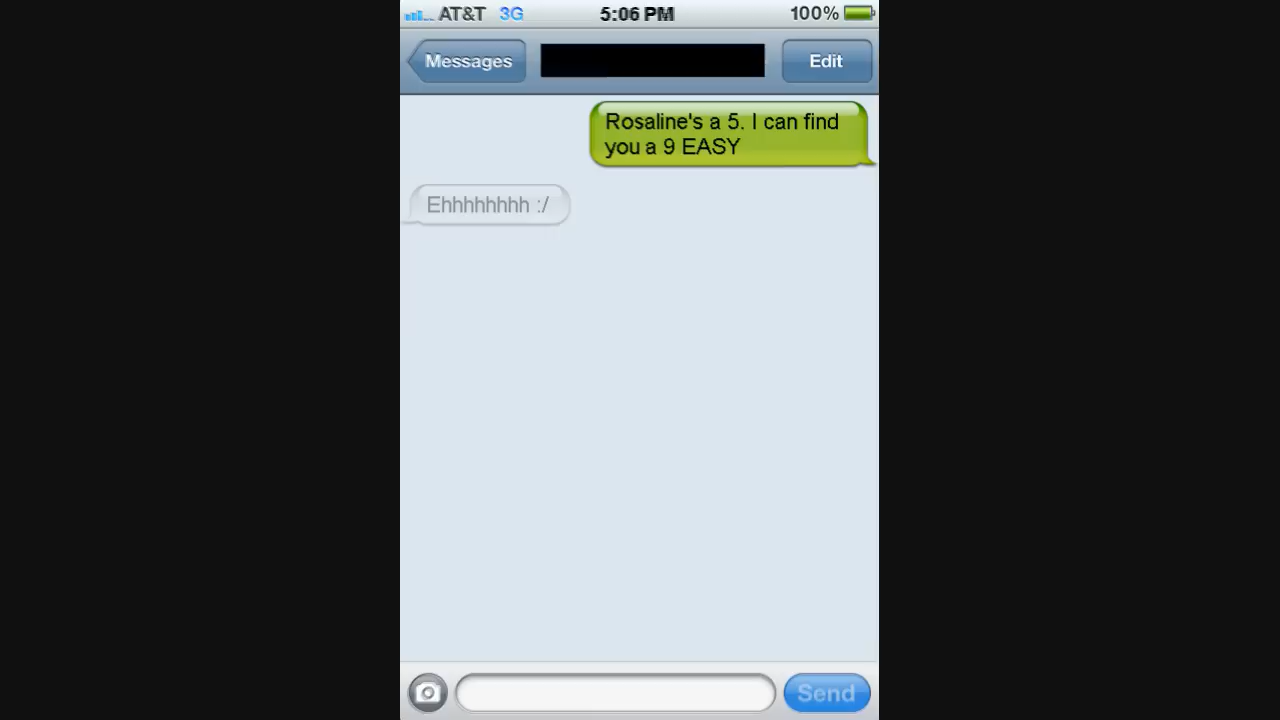 AT&T 3G 5:06 PM 100%
Messages Edit
Rosaline's a 5. I can find
you a 9 EASY
Ehhhhhhhh :/
Send